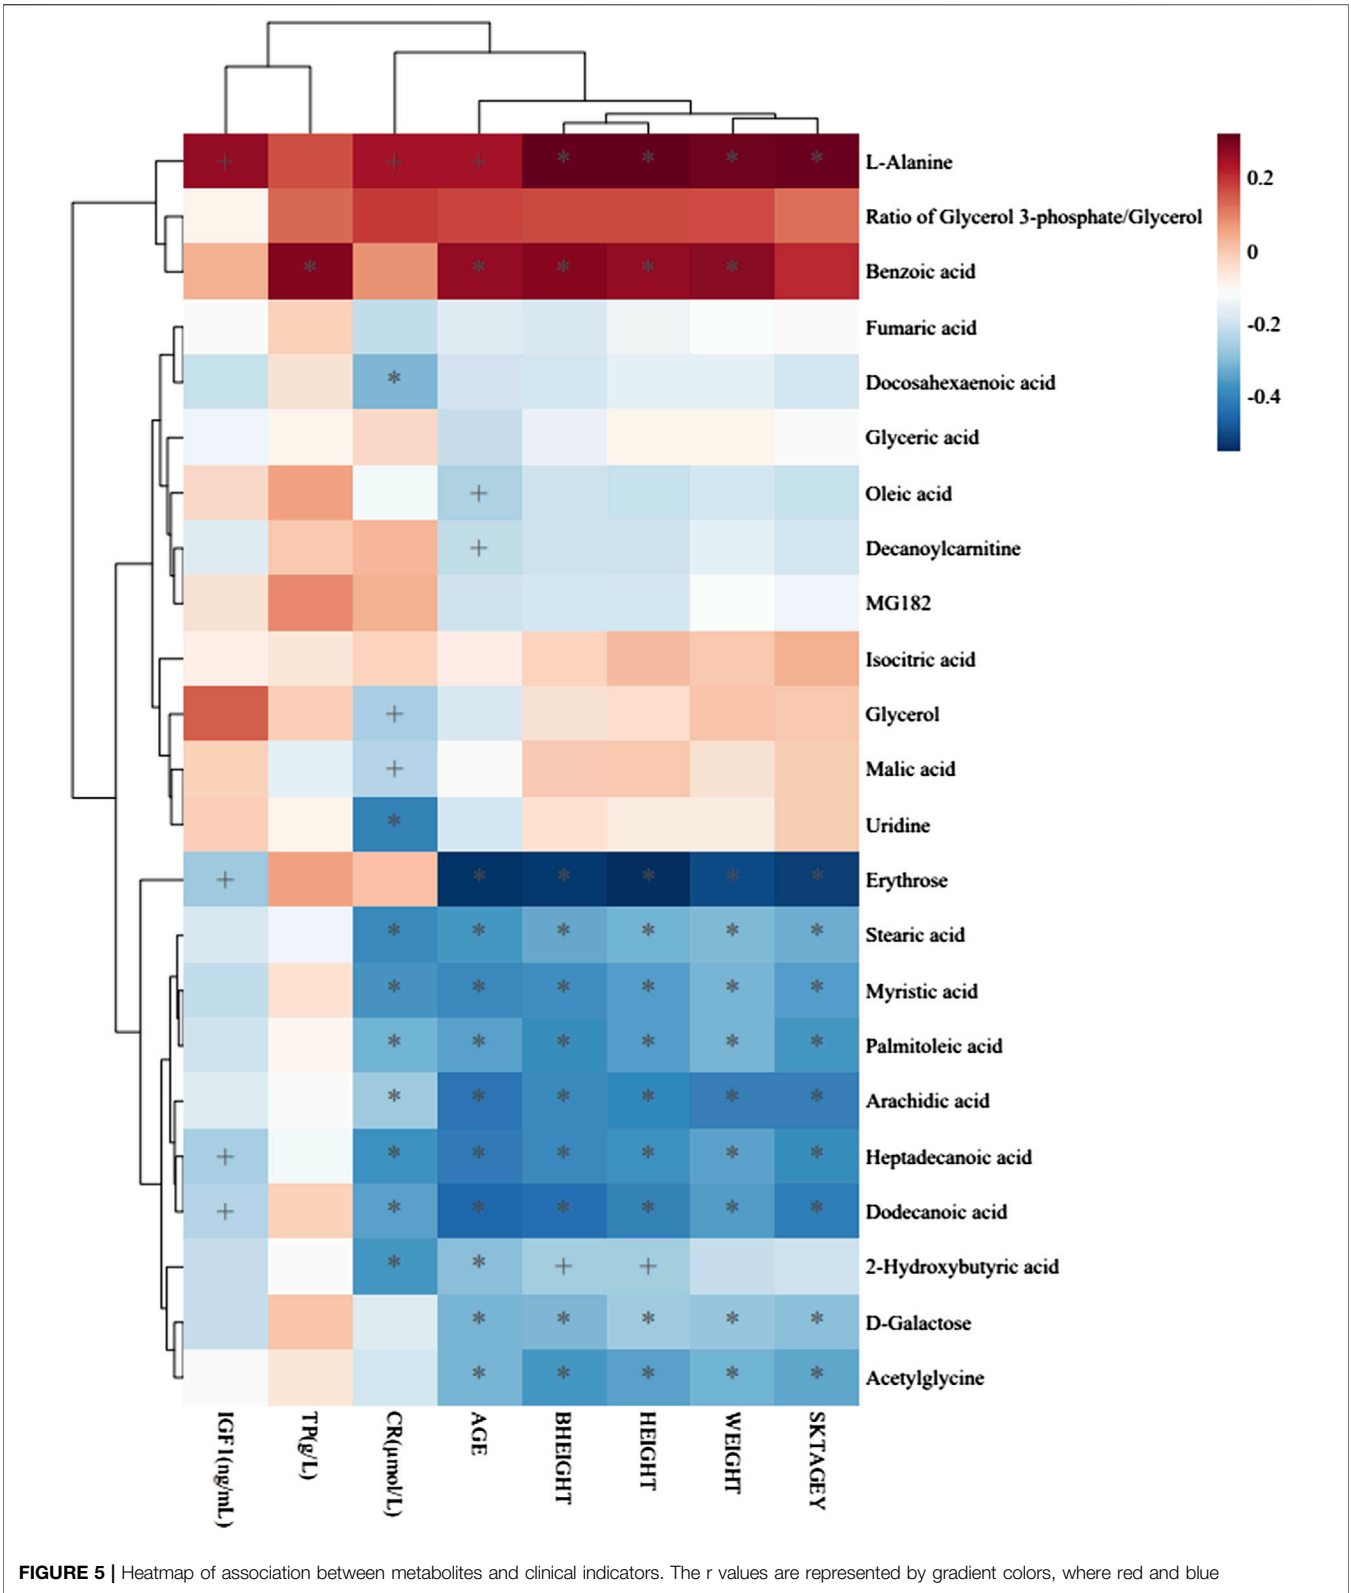 L-Alanine
0.2
Ratio of Glycerol 3-phosphate/Glycerol
0
Benzoic acid
-0.2
Fumaric acid
Docosahexaenoic acid
-0.4
Glyceric acid
Oleic acid
Decanoylcarnitine
MG182
Isocitric acid
Glycerol
Malic acid
Uridine
Erythrose
Stearic acid
Myristic acid
Palmitoleic acid
Arachidic acid
Heptadecanoic acid
Dodecanoic acid
2-Hydroxybutyric acid
D-Galactose
Acetylglycine
IGF1(ng/mL)
TP(g/L)
CR(μmol/L)
AGE
BHEIGHT
HEIGHT
WEIGHT
SKTAGEY
FIGURE 5 | Heatmap of association between metabolites and clinical indicators. The r values are represented by gradient colors, where red and blue